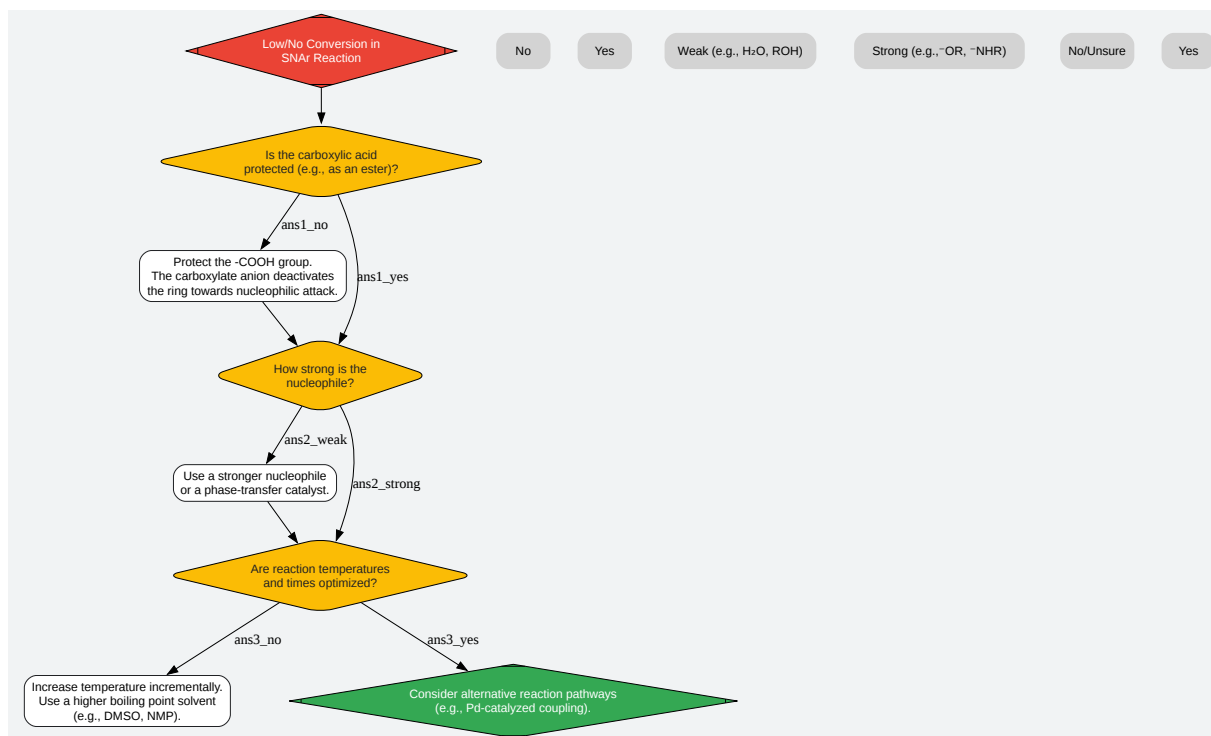 Low/No Conversion in
SNAr Reaction
No
Yes
Weak (e.g., H₂O, ROH)
Strong (e.g.,⁻OR, ⁻NHR)
No/Unsure
Yes
Is the carboxylic acid
protected (e.g., as an ester)?
ans1_no
Protect the -COOH group.
The carboxylate anion deactivates
the ring towards nucleophilic attack.
ans1_yes
How strong is the
nucleophile?
ans2_weak
Use a stronger nucleophile
or a phase-transfer catalyst.
ans2_strong
Are reaction temperatures
and times optimized?
ans3_no
ans3_yes
Increase temperature incrementally.
Use a higher boiling point solvent
(e.g., DMSO, NMP).
Consider alternative reaction pathways
(e.g., Pd-catalyzed coupling).